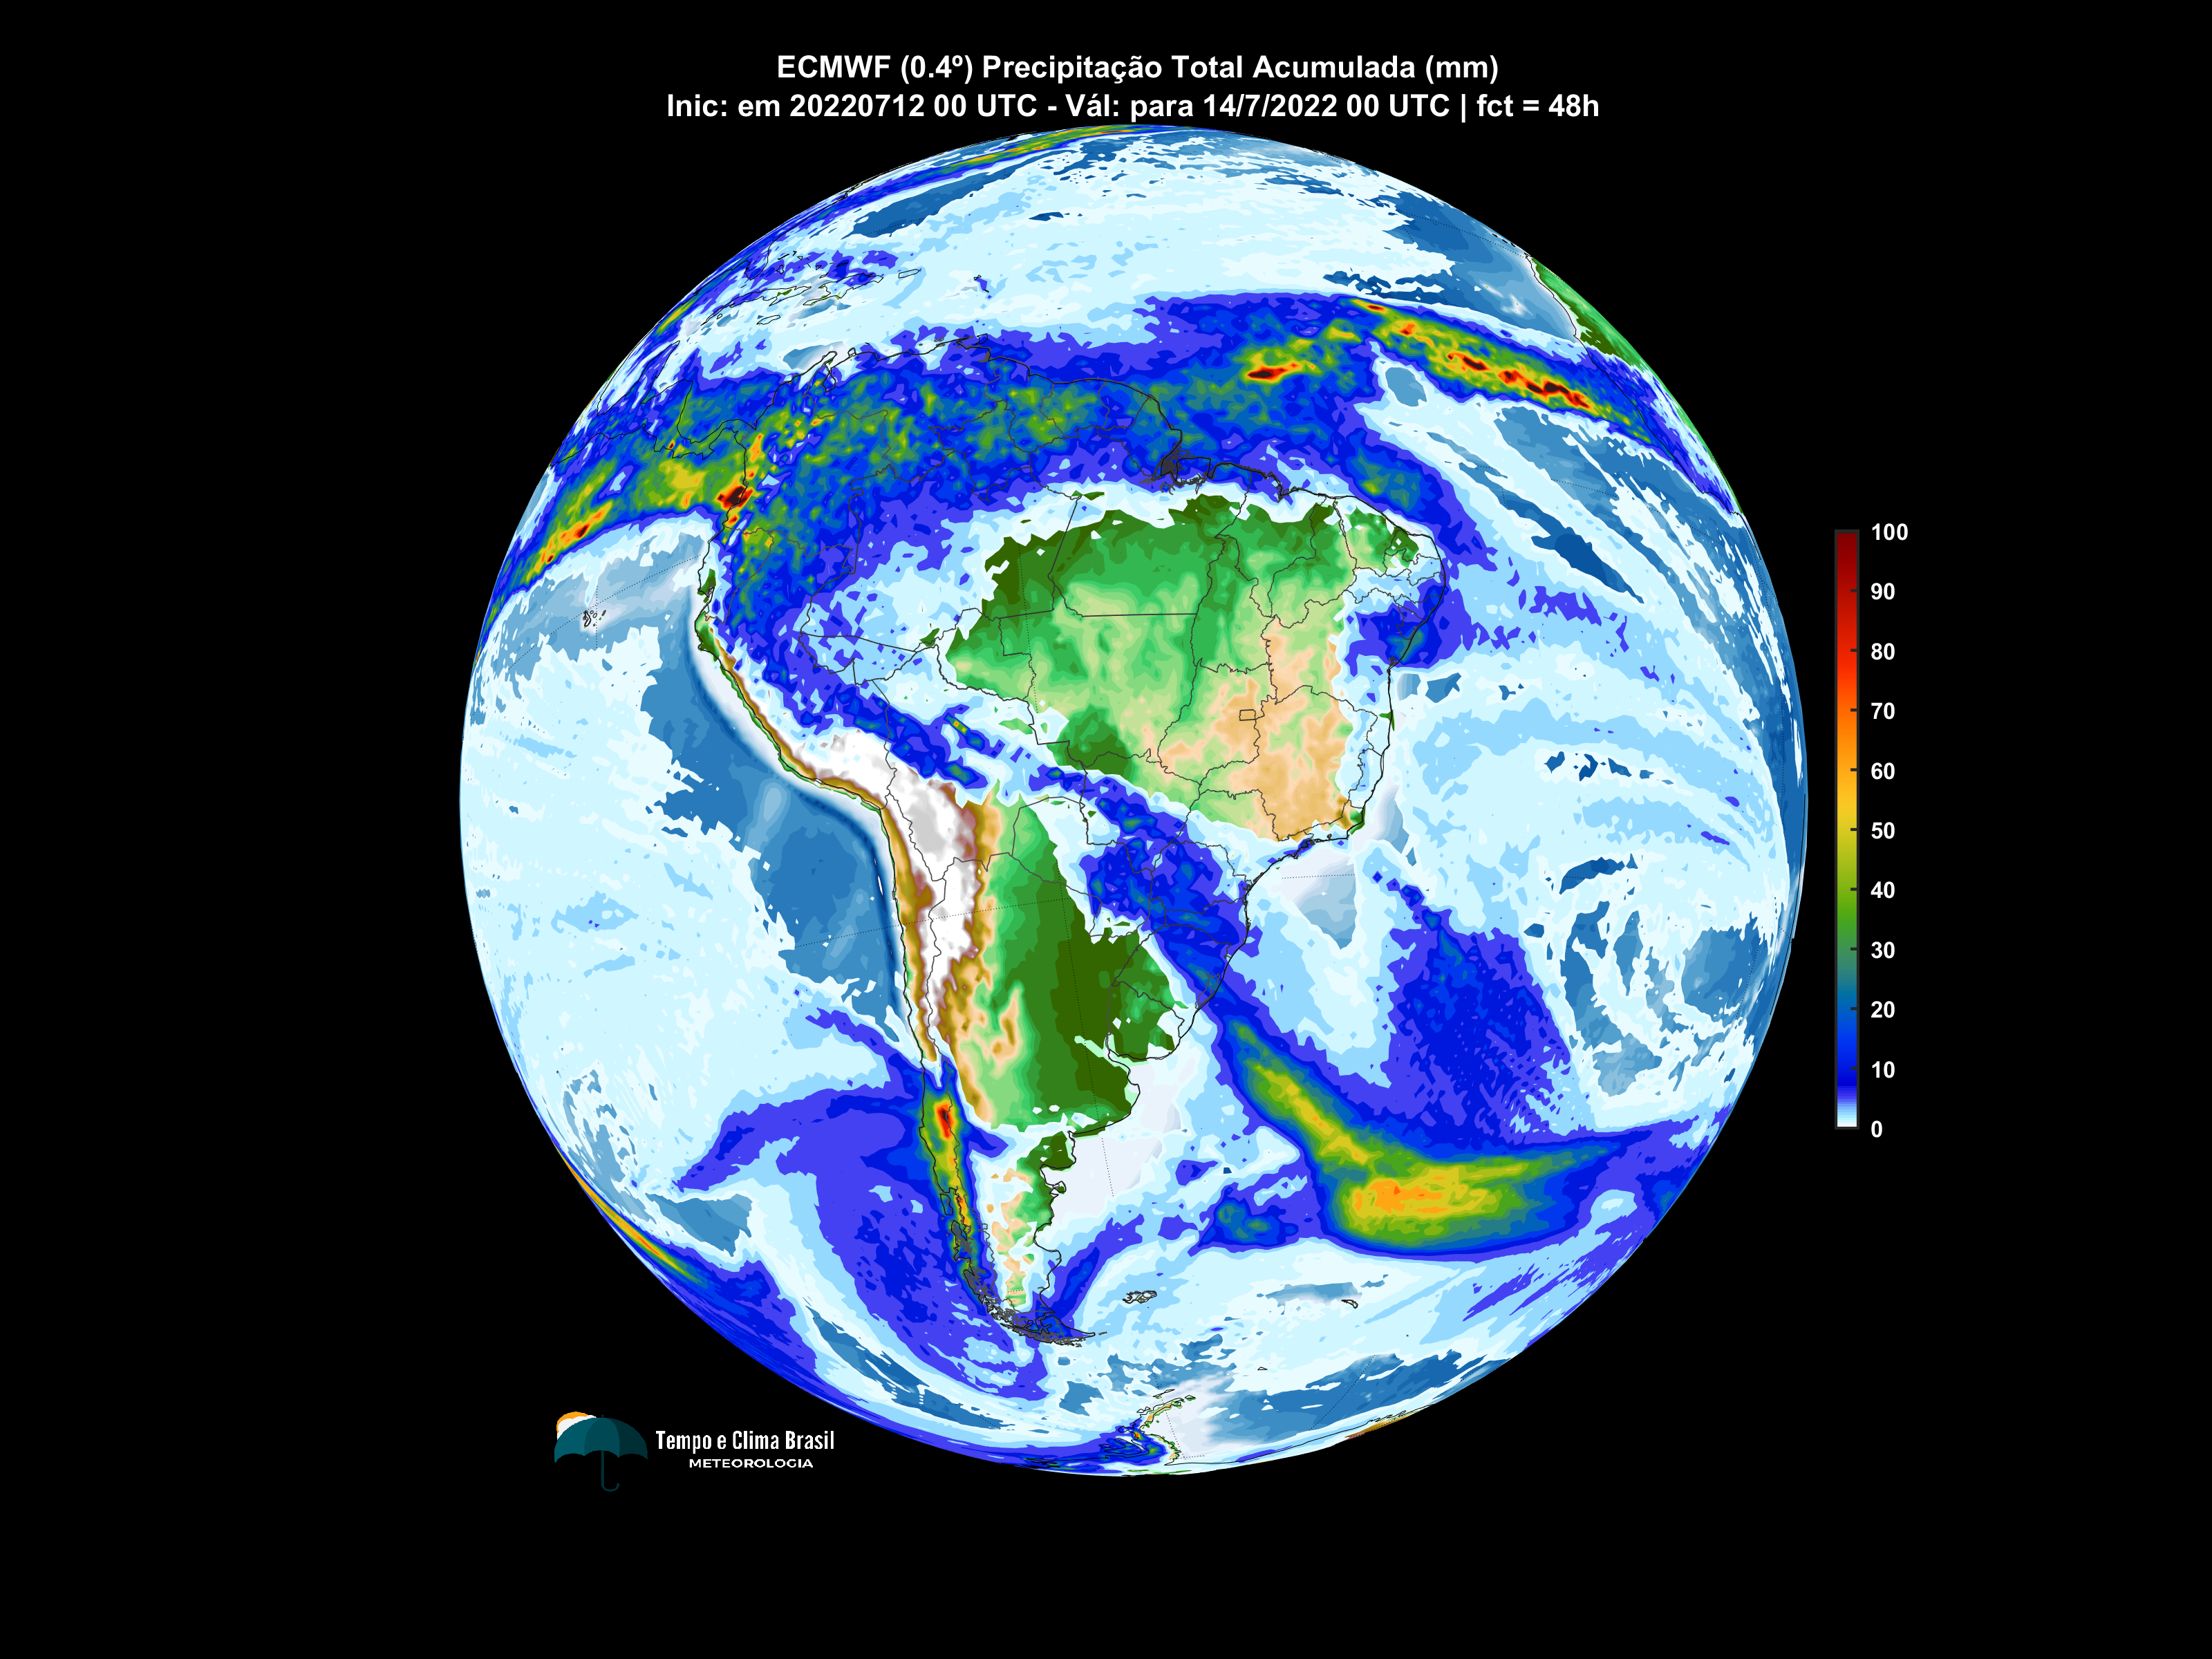 ECMWF (0.4º) Precipitação Total Acumulada (mm)
Inic: em 20220712 00 UTC - Vál: para 14/7/2022 00 UTC | fct = 48h
100
90
80
70
60
50
40
30
20
10
0
Tempo e Clima Brasil
METEOROLOGIA